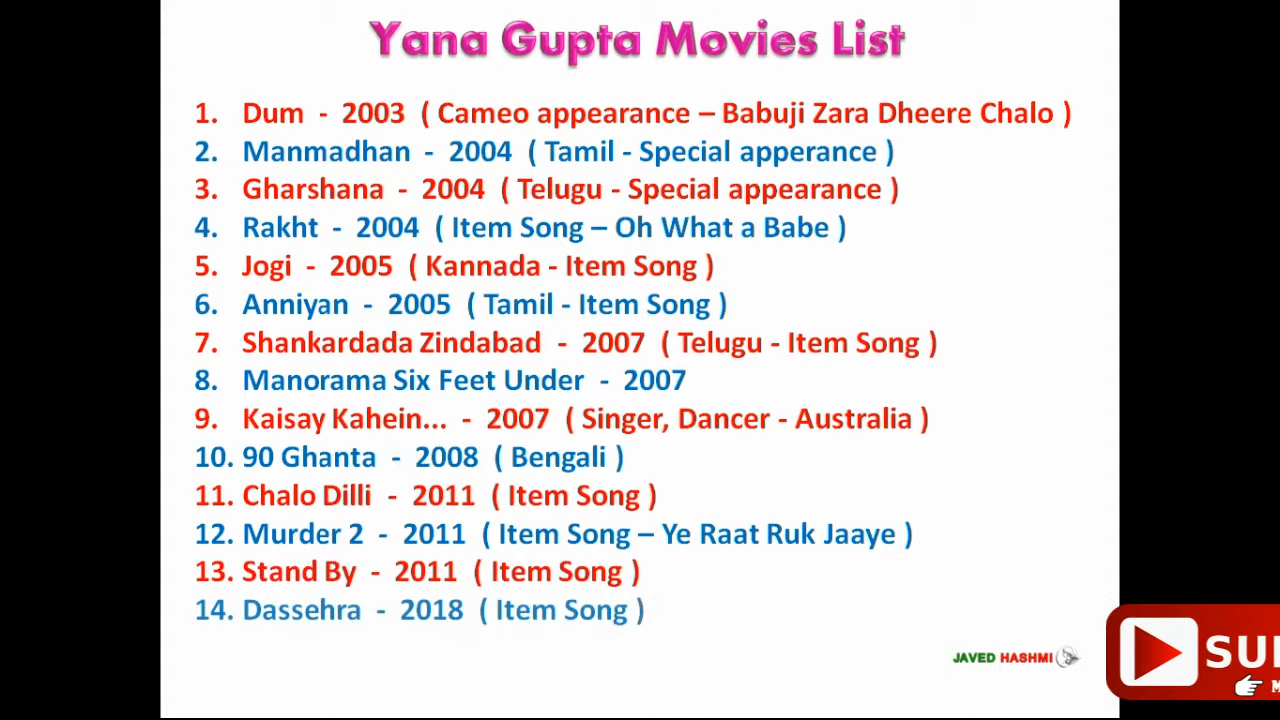 Yana Gupta Movies List
1. Dum - 2003 ( Cameo appearance – Babuji Zara Dheere Chalo )
2. Manmadhan - 2004 ( Tamil - Special apperance )
3. Gharshana - 2004 ( Telugu - Special appearance )
4. Rakht - 2004 ( Item Song – Oh What a Babe )
5. Jogi - 2005 ( Kannada - Item Song )
6. Anniyan - 2005 ( Tamil - Item Song )
7. Shankardada Zindabad - 2007 ( Telugu - Item Song )
8. Manorama Six Feet Under - 2007
9. Kaisay Kahein... - 2007 ( Singer, Dancer - Australia )
10. 90 Ghanta - 2008 ( Bengali )
11. Chalo Dilli - 2011 ( Item Song )
12. Murder 2 - 2011 ( Item Song – Ye Raat Ruk Jaaye )
13. Stand By - 2011 ( Item Song )
14. Dassehra - 2018 ( Item Song )
JAVED HASHMI